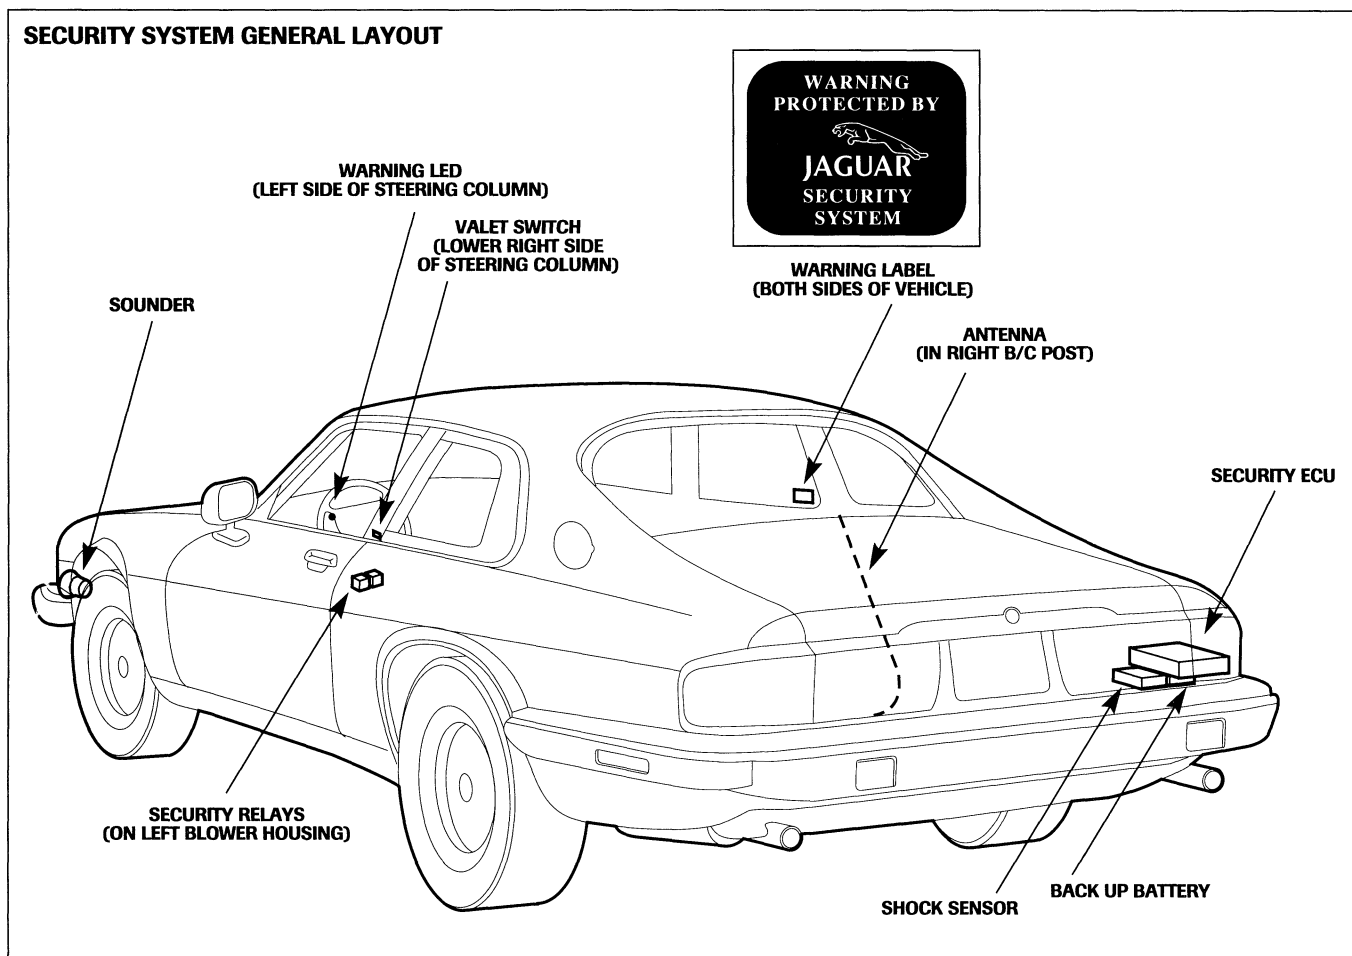 SECURITY SYSTEM GENERAL LAYOUT
WARNING
PROTECTED BY
JAGUAR
SECURITY
SYSTEM
WARNING LED
(LEFT SIDE OF STEERING COLUMN)
VALET SWITCH
(LOWER RIGHT SIDE
OF STEERING COLUMN)
WARNING LABEL
(BOTH SIDES OF VEHICLE)
SOUNDER
ANTENNA
(IN RIGHT B/C POST)
SECURITY ECU
SECURITY RELAYS
(ON LEFT BLOWER HOUSING)
SHOCK SENSOR
BACK UP BATTERY